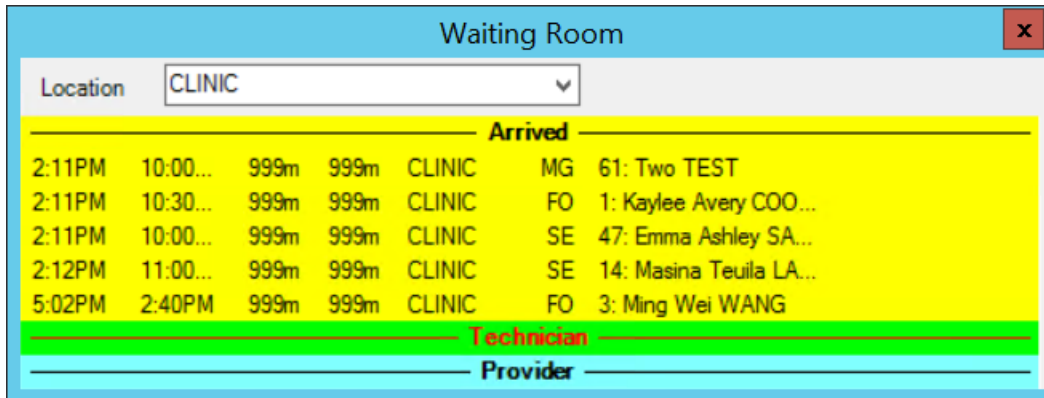 Waiting Room
x
Location CLINIC
Arrived
2:11PM 10:00... 999m 999m CLINIC MG 61: Two TEST
2:11PM 10:30... 999m 999m CLINIC FO 1: Kaylee Avery COO...
2:11PM 10:00... 999m 999m CLINIC SE 47: Emma Ashley SA...
2:12PM 11:00... 999m 999m CLINIC SE 14: Masina Teuila LA...
5:02PM 2:40PM 999m 999m CLINIC FO 3: Ming Wei WANG
Technician
Provider